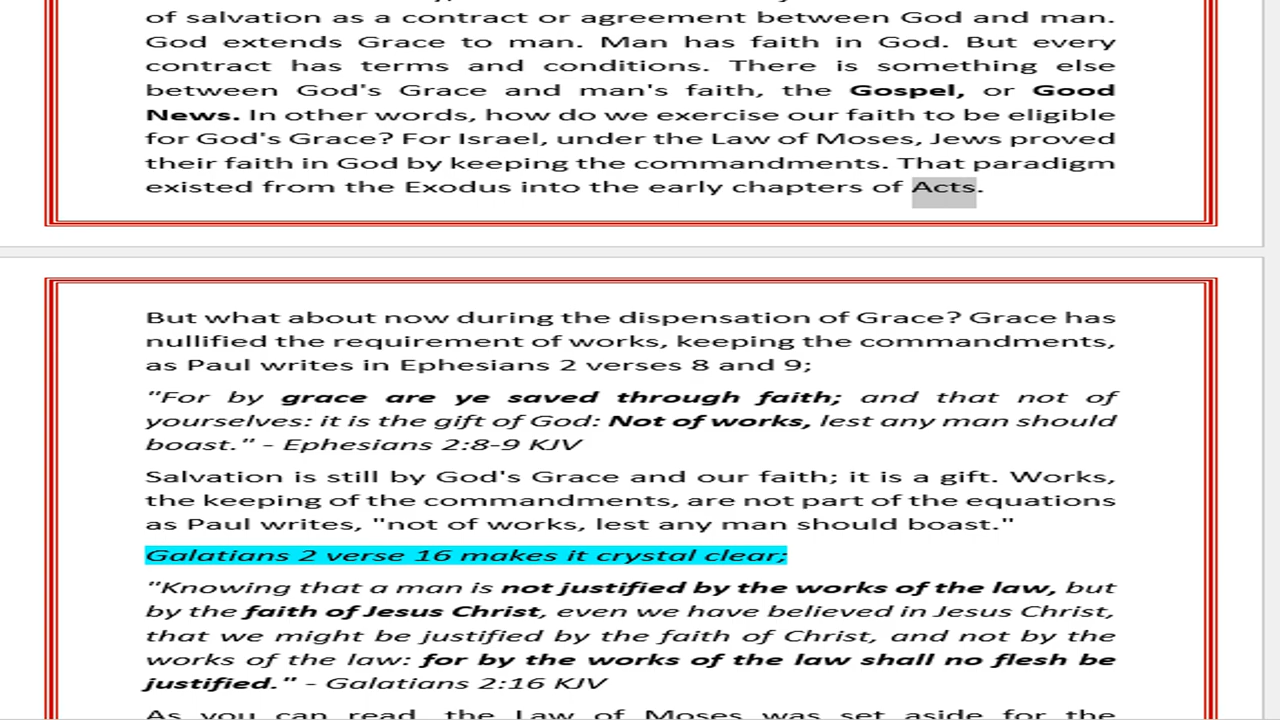 of salvation as a contract or agreement between God and man.
God extends Grace to man. Man has faith in God. But every
contract has terms and conditions. There is something else
between God's Grace and man's faith, the Gospel, or Good
News. In other words, how do we exercise our faith to be eligible
for God's Grace? For Israel, under the Law of Moses, Jews proved
their faith in God by keeping the commandments. That paradigm
existed from the Exodus into the early chapters of Acts.
But what about now during the dispensation of Grace? Grace has
nullified the requirement of works, keeping the commandments,
as Paul writes in Ephesians 2 verses 8 and 9;
"For by grace are ye saved through faith; and that not of
yourselves: it is the gift of God: Not of works, lest any man should
boast." - Ephesians 2:8-9 KJV
Salvation is still by God's Grace and our faith; it is a gift. Works,
the keeping of the commandments, are not part of the equations
as Paul writes, "not of works, lest any man should boast."
Galatians 2 verse 16 makes it crystal clear;
"Knowing that a man is not justified by the works of the law, but
by the faith of Jesus Christ, even we have believed in Jesus Christ,
that we might be justified by the faith of Christ, and not by the
works of the law: for by the works of the law shall no flesh be
justified." - Galatians 2:16 KJV
As you can read, the Law of Moses was set aside for the